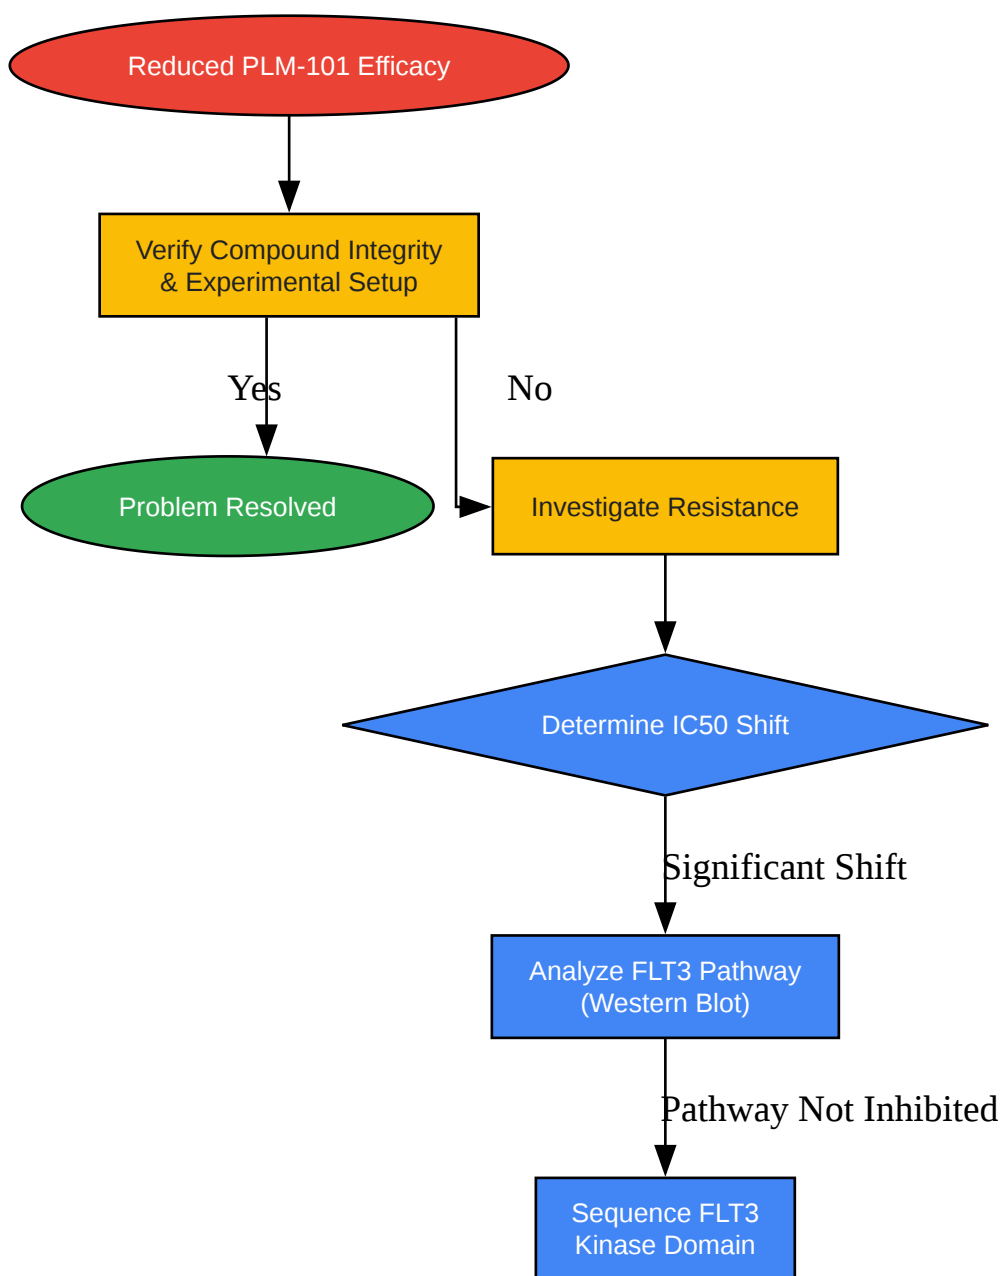 Reduced PLM-101 Efficacy
Verify Compound Integrity
& Experimental Setup
Yes
No
Problem Resolved
Investigate Resistance
Determine IC50 Shift
Significant Shift
Analyze FLT3 Pathway
(Western Blot)
Pathway Not Inhibited
Sequence FLT3
Kinase Domain